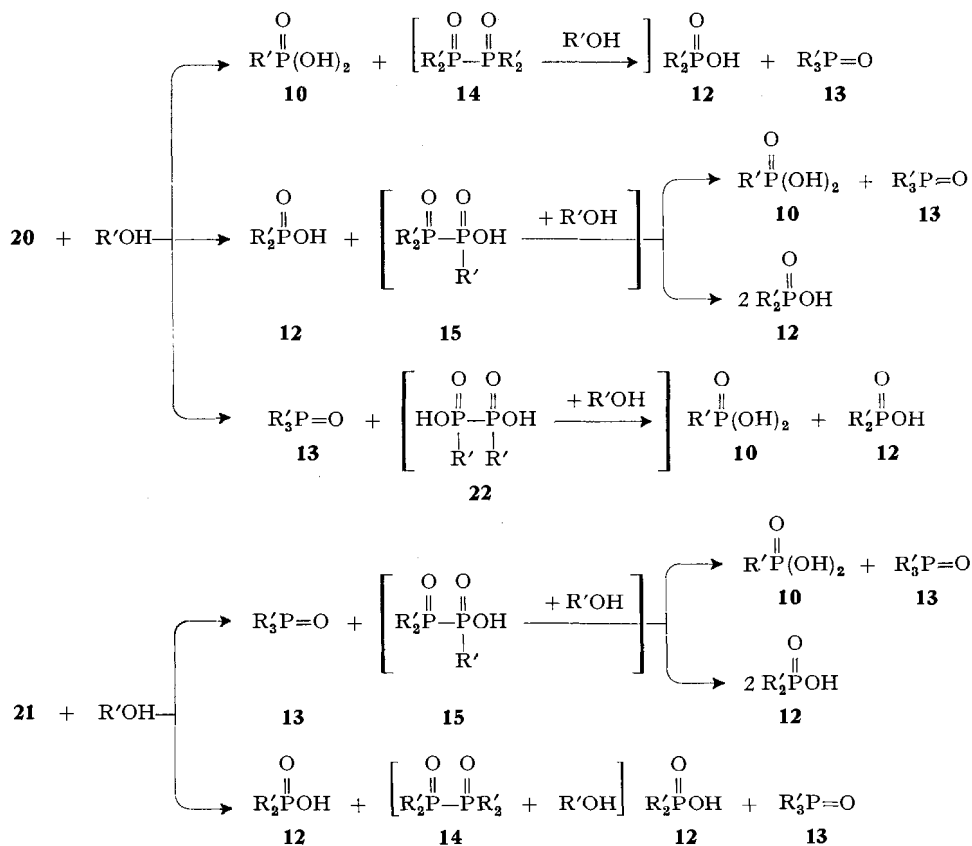 O O O O
R'P(OH)2 + [ R'2P—PR'2 R'OH ] R'2POH + R'3P=O
10 14 12 13
O
R'P(OH)2 + R'3P=O
10 13
O O O
20 + R'OH R'2POH + [ R'2P—POH + R'OH ]
R'
O
2 R'2POH
12 15 12
O O O O
R'3P=O + [ HOP—POH + R'OH ] R'P(OH)2 + R'2POH
13 R' R' 10 12
22
O
R'P(OH)2 + R'3P=O
10 13
O O
R'3P=O + [ R'2P—POH + R'OH ]
R'
O
2 R'2POH
21 + R'OH 13 15 12
O O O O
R'2POH + [ R'2P—PR'2 + R'OH ] R'2POH + R'3P=O
12 14 12 13